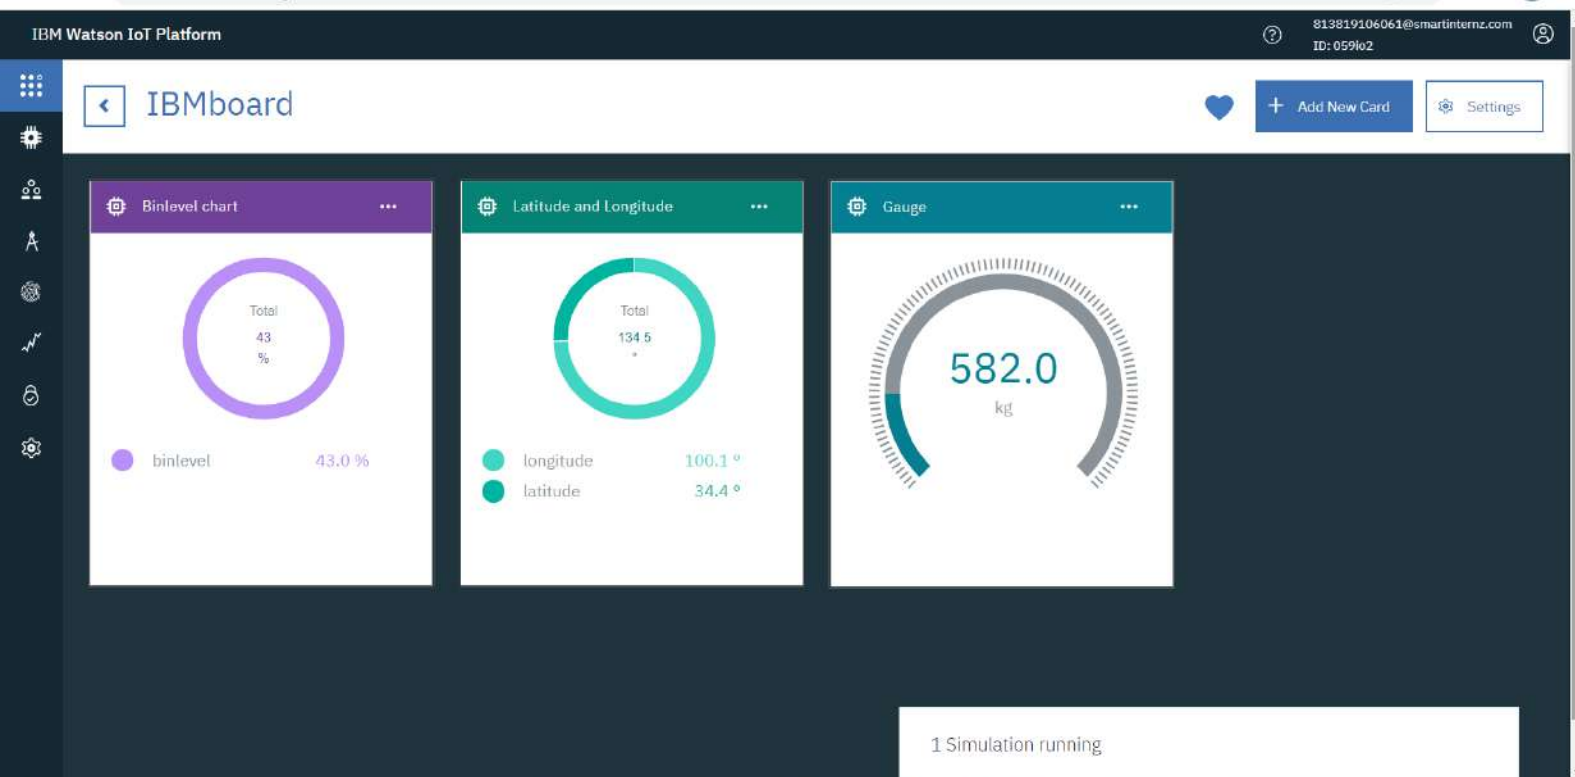 IBM Watson IoT Platform
813819106061@smartinternz.com
ID: 059lo2
IBMboard
Add New Card
Settings
Binlevel chart
Total
43
%
binlevel 43.0 %
Latitude and Longitude
Total
134 5
°
longitude 100.1 °
latitude 34.4 °
Gauge
582.0
kg
1 Simulation running